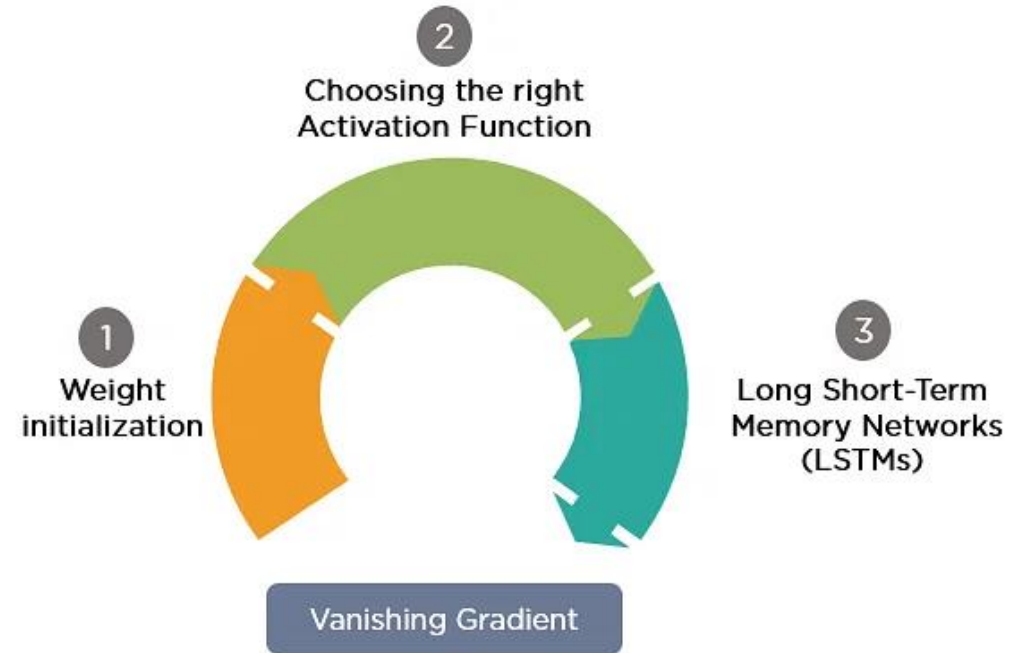 2
Choosing the right
Activation Function
1
Weight
initialization
3
Long Short-Term
Memory Networks
(LSTMs)
Vanishing Gradient